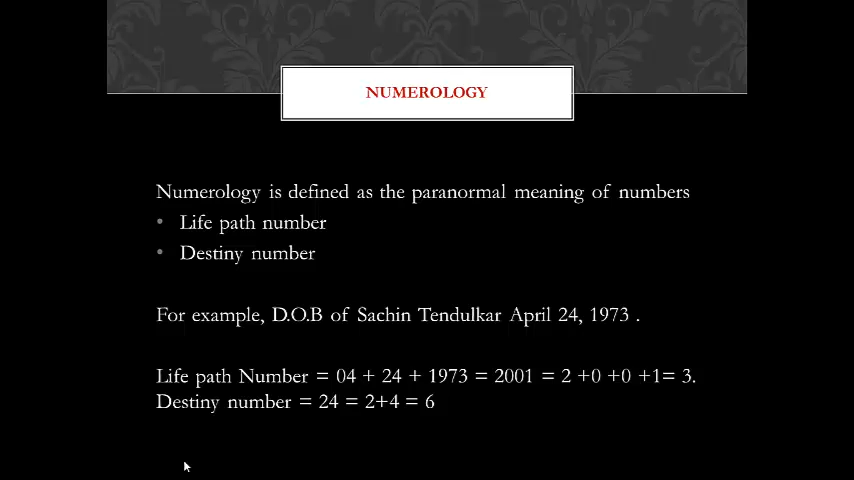 NUMEROLOGY
Numerology is defined as the paranormal meaning of numbers
• Life path number
• Destiny number
For example, D.O.B of Sachin Tendulkar April 24, 1973 .
Life path Number = 04 + 24 + 1973 = 2001 = 2 +0 +0 +1= 3.
Destiny number = 24 = 2+4 = 6